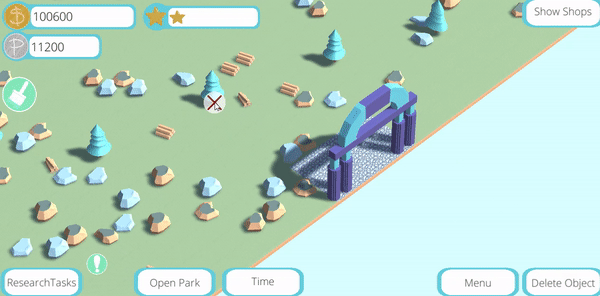 100600
Show Shops
11200
ResearchTasks
Open Park
Time
Menu
Delete Object